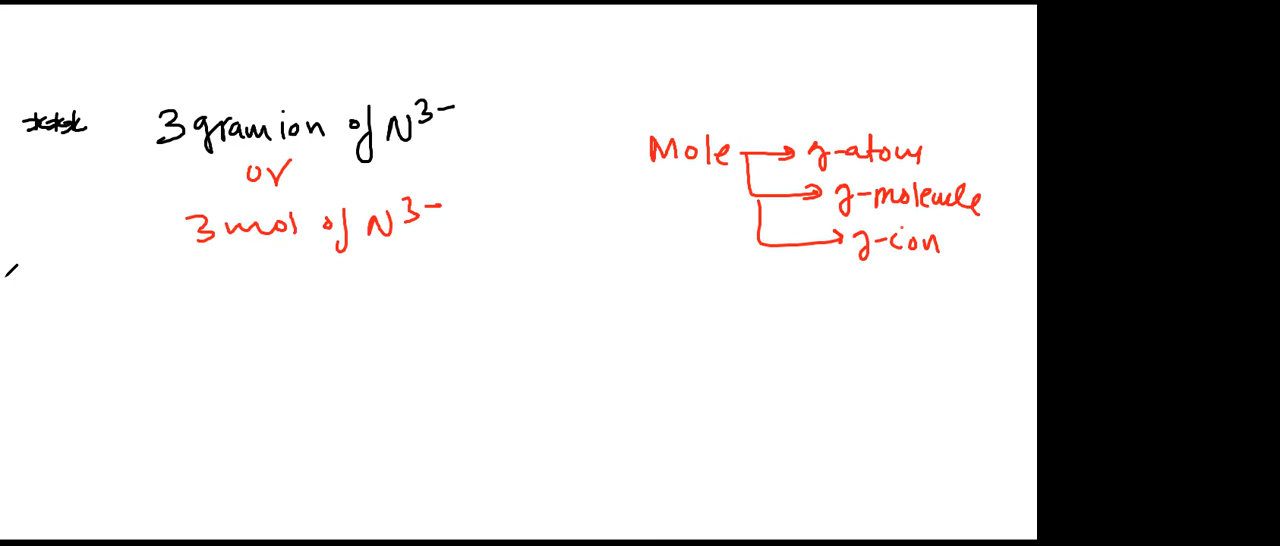 *** 3 gram ion of N³⁻
or
3 mol of N³⁻
Mole → g-atom
→ g-molecule
→ g-ion